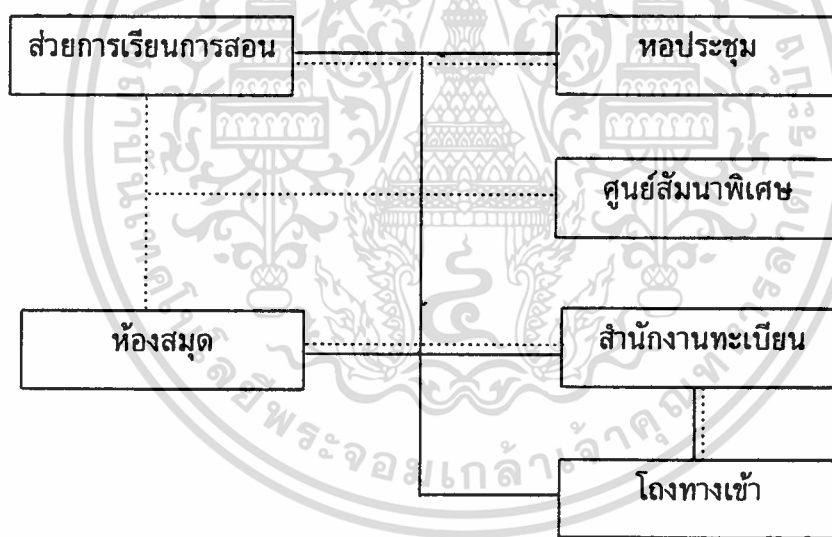 ส่วยการเรียนการสอน
หอประชุม
ศูนย์สัมนาพิเศษ
ห้องสมุด
สำนักงานทะเบียน
โถงทางเข้า